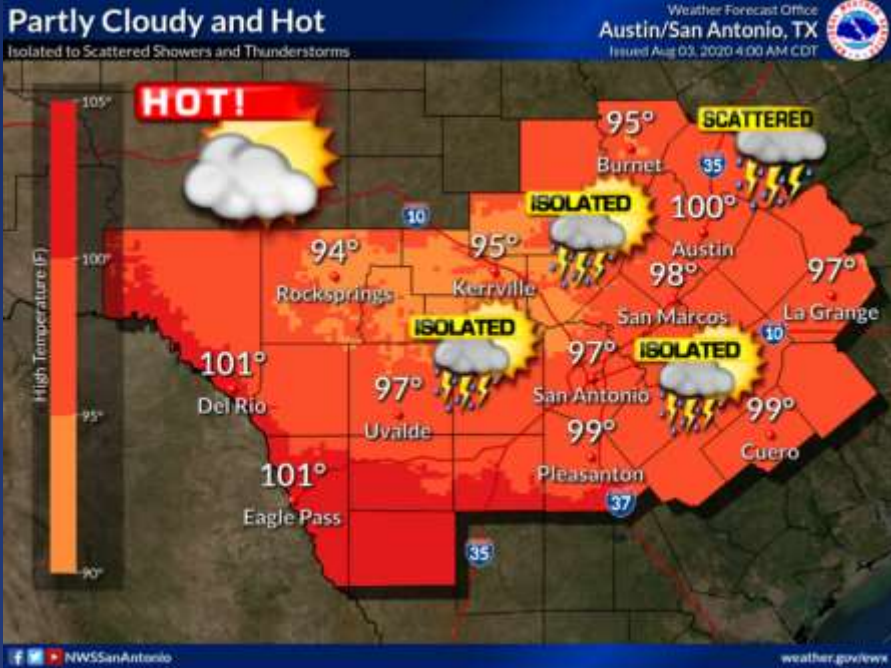 Partly Cloudy and Hot
Isolated to Scattered Showers and Thunderstorms
Weather Forecast Office
Austin/San Antonio, TX
Issued Aug 03, 2020 4:00 AM CDT
HOT!
105°
100°
95°
90°
High Temperature (F)
95°
Burnet
SCATTERED
35
ISOLATED
100°
Austin
10
94°
Rocksprings
95°
Kerrville
98°
San Marcos
97°
La Grange
ISOLATED
10
101°
Del Rio
97°
Uvalde
97°
San Antonio
ISOLATED
99°
Cuero
99°
Pleasanton
101°
Eagle Pass
37
35
NWSSanAntonio
weather.gov/ewx